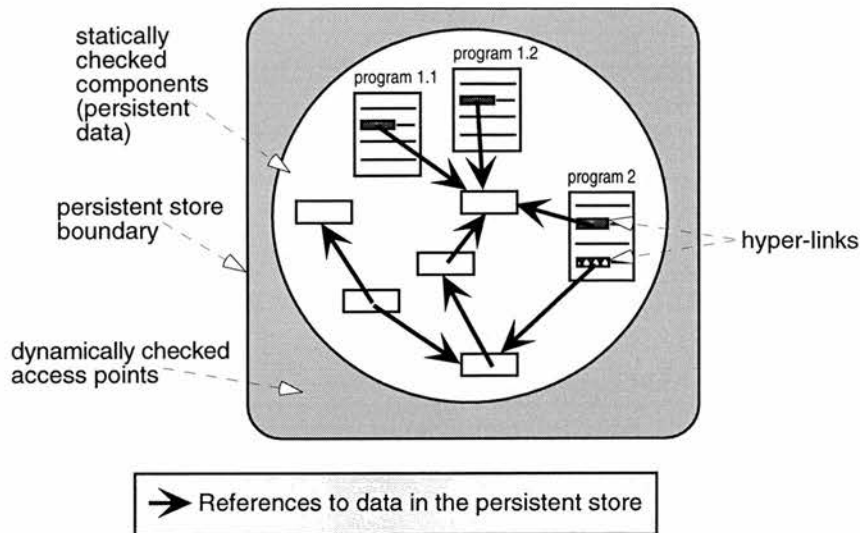 statically
checked
components
(persistent
data)
program 1.1
program 1.2
program 2
persistent store
boundary
hyper-links
dynamically checked
access points
References to data in the persistent store